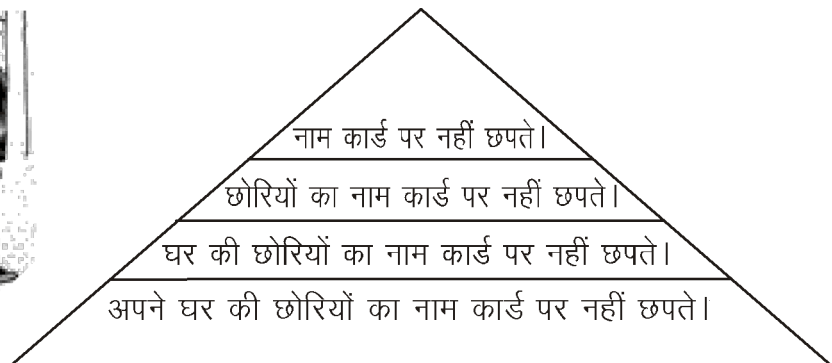 नाम कार्ड पर नहीं छपते।
छोरियों का नाम कार्ड पर नहीं छपते।
घर की छोरियों का नाम कार्ड पर नहीं छपते।
अपने घर की छोरियों का नाम कार्ड पर नहीं छपते।